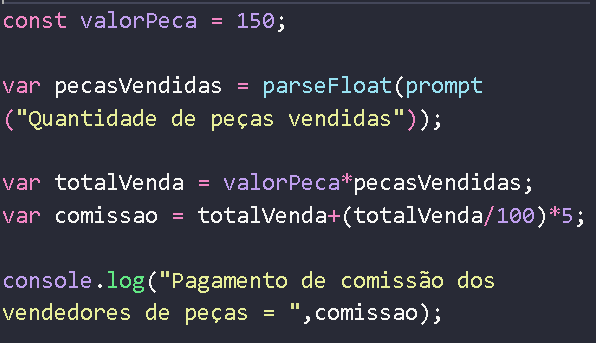 const valorPeca = 150;
var pecasVendidas = parseFloat(prompt
("Quantidade de peças vendidas"));
var totalVenda = valorPeca*pecasVendidas;
var comissao = totalVenda+(totalVenda/100)*5;
console.log("Pagamento de comissão dos
vendedores de peças = ",comissao);